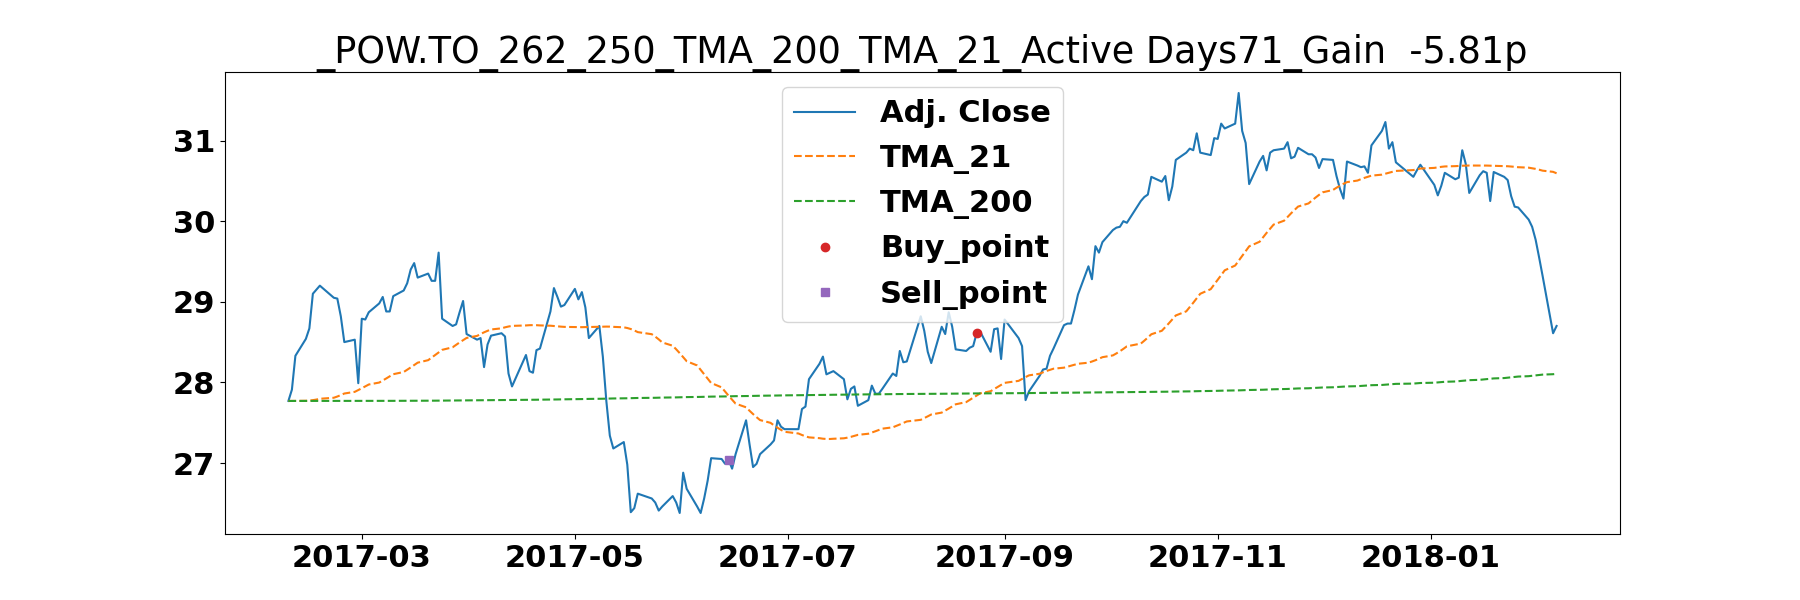 _POW.TO_262_250_TMA_200_TMA_21_Active Days71_Gain  -5.81p
Adj. Close
TMA_21
TMA_200
Buy_point
Sell_point
31
30
29
28
27
2017-03 2017-05 2017-07 2017-09 2017-11 2018-01